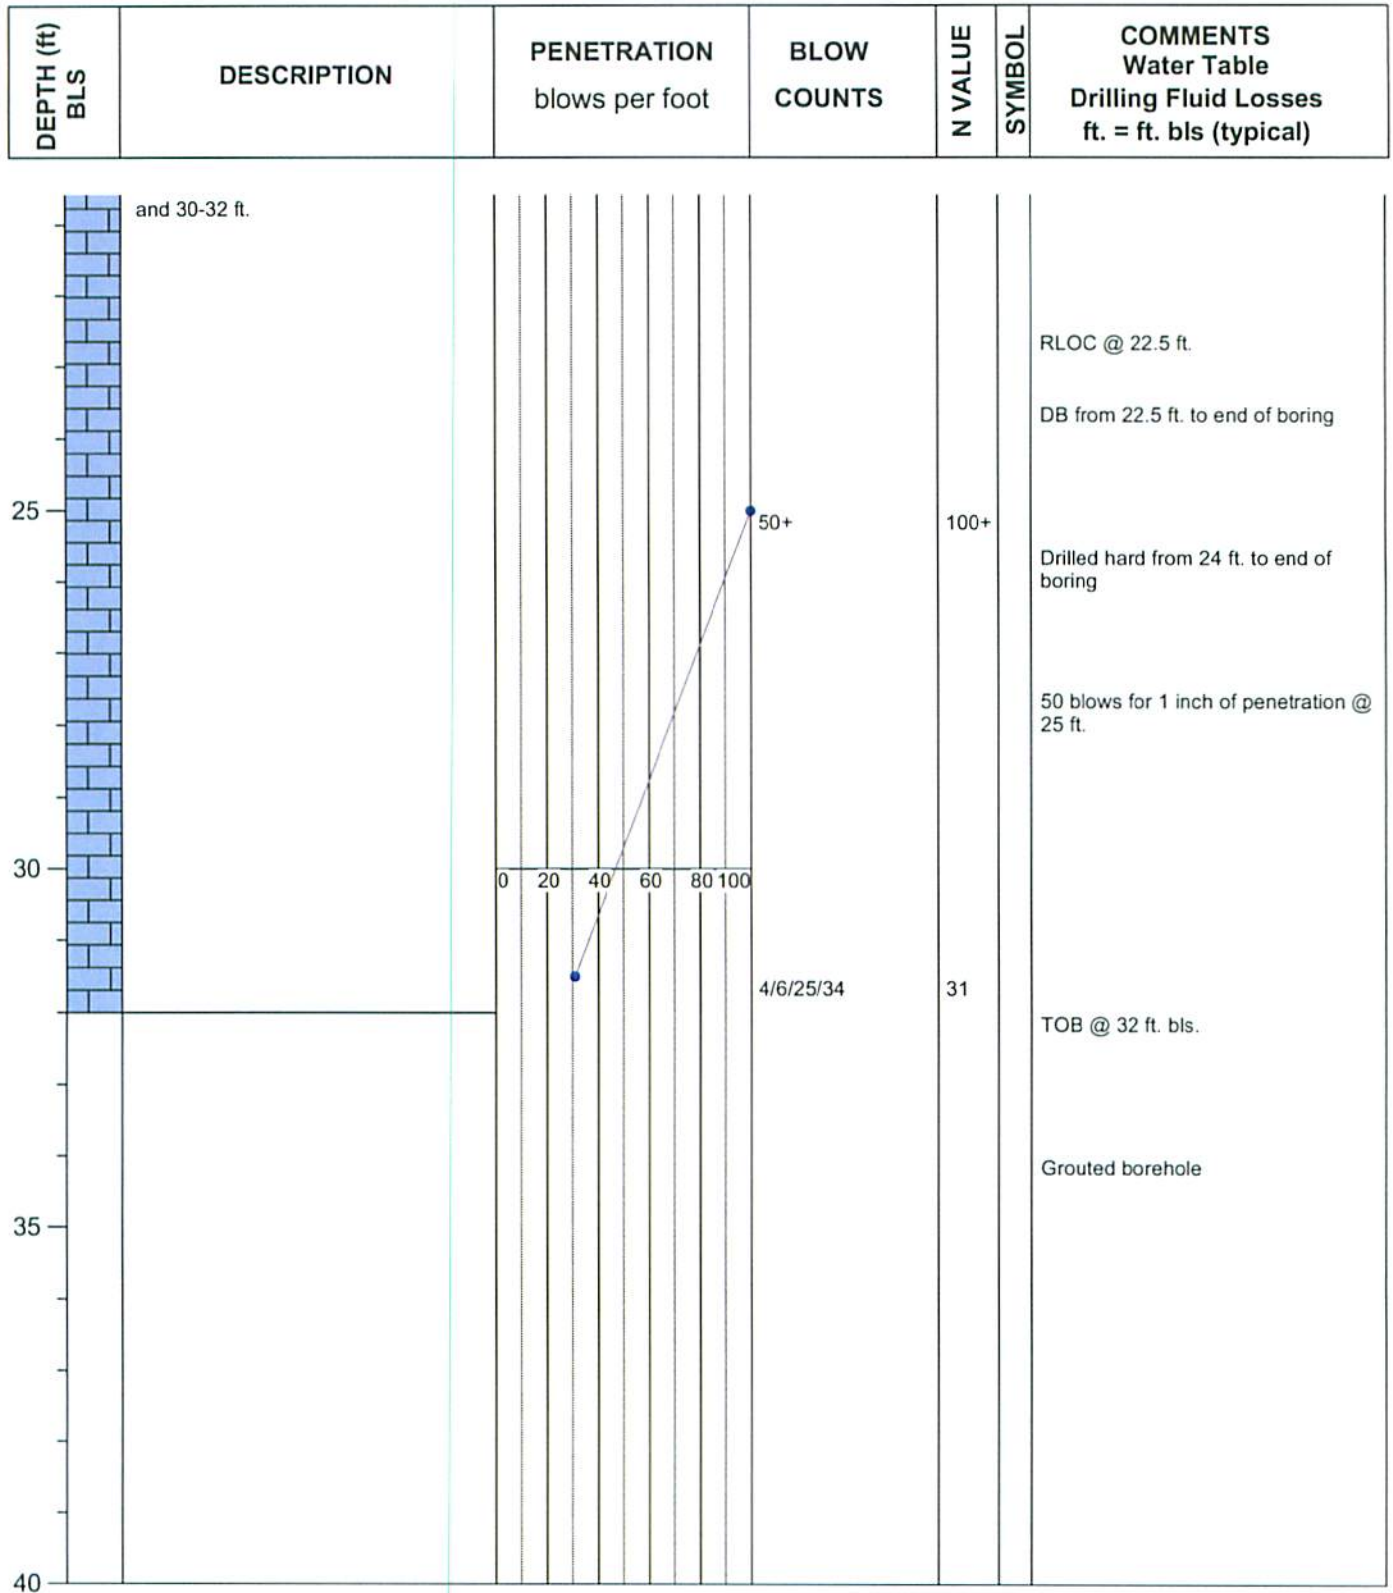 DEPTH (ft)
BLS
DESCRIPTION
PENETRATION
blows per foot
BLOW
COUNTS
N VALUE
SYMBOL
COMMENTS
Water Table
Drilling Fluid Losses
ft. = ft. bls (typical)
and 30-32 ft.
RLOC @ 22.5 ft.
DB from 22.5 ft. to end of boring
25
50+
100+
Drilled hard from 24 ft. to end of
boring
50 blows for 1 inch of penetration @
25 ft.
30
0 20 40 60 80 100
4/6/25/34
31
TOB @ 32 ft. bls.
Grouted borehole
35
40